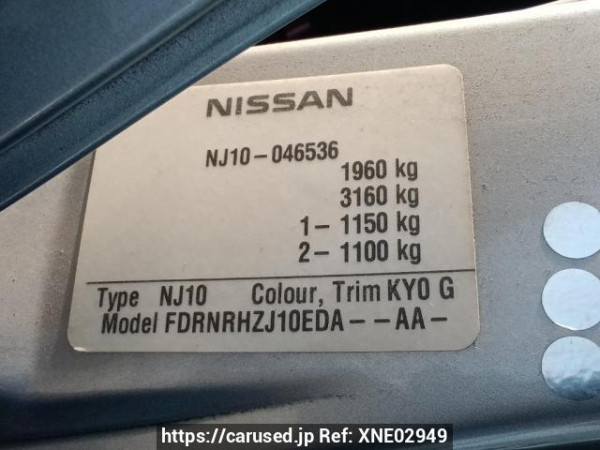 NISSAN
NJ10-046536
1960 kg
3160 kg
1- 1150 kg
2- 1100 kg
Type NJ10 Colour, Trim KY0 G
Model FDRNRHZJ10EDA--AA-
https://carused.jp Ref: XNE02949